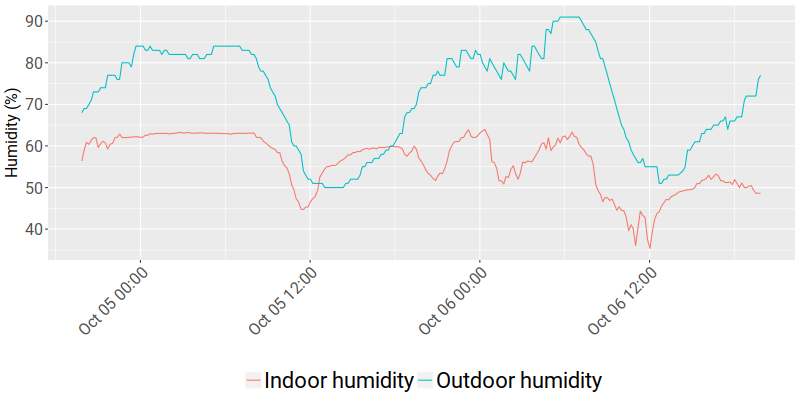 Humidity (%)
90
80
70
60
50
40
Oct 05 00:00
Oct 05 12:00
Oct 06 00:00
Oct 06 12:00
Indoor humidity
Outdoor humidity